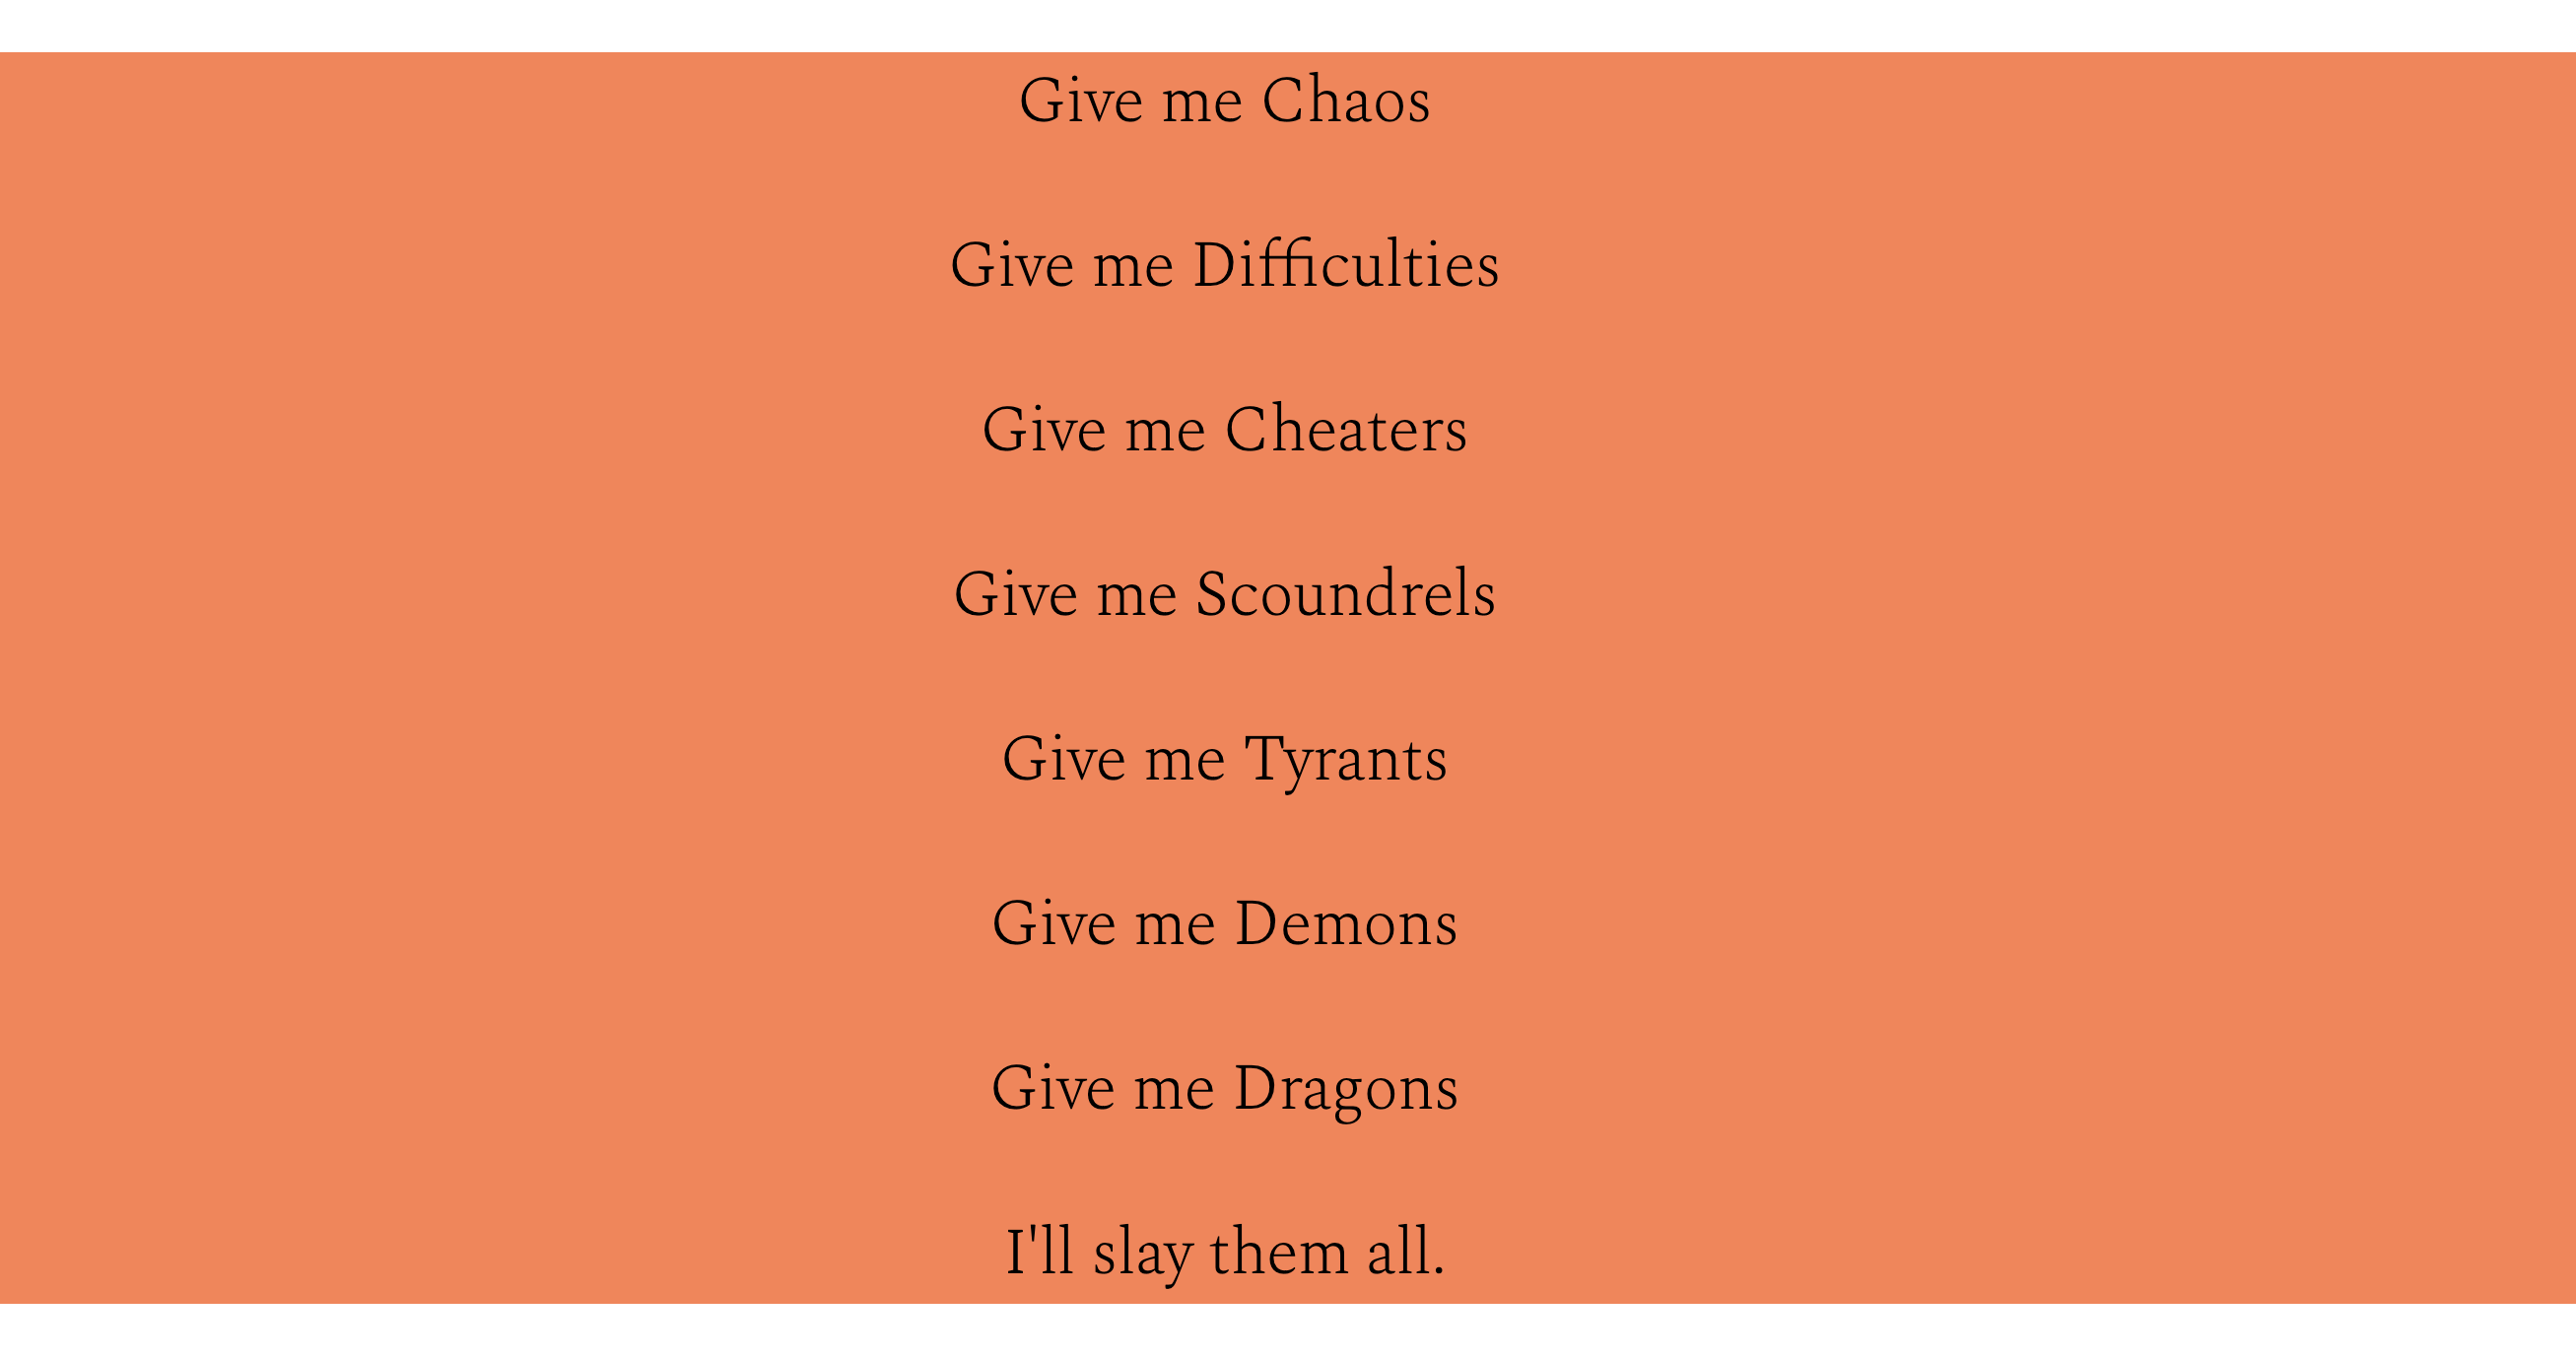 Give me Chaos
Give me Difficulties
Give me Cheaters
Give me Scoundrels
Give me Tyrants
Give me Demons
Give me Dragons
I'll slay them all.